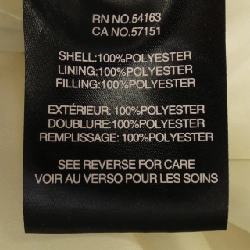 RN NO.54163
CA NO.57151
SHELL:100%POLYESTER
LINING:100%POLYESTER
FILLING:100%POLYESTER
EXTÉRIEUR:100%POLYESTER
DOUBLURE:100%POLYESTER
REMPLISSAGE:100%POLYESTER
SEE REVERSE FOR CARE
VOIR AU VERSO POUR LES SOINS